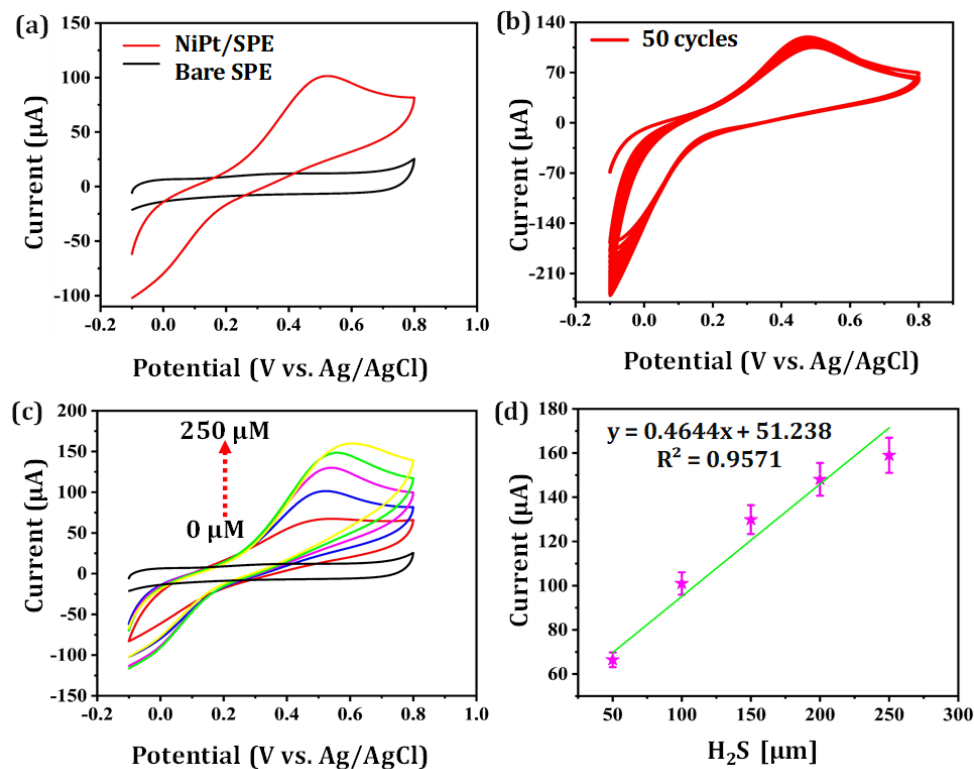 (a)
150
100
50
0
-50
-100
NiPt/SPE
Bare SPE
-0.2 0.0 0.2 0.4 0.6 0.8 1.0
Current (μA)
Potential (V vs. Ag/AgCl)
(b)
140
70
0
-70
-140
-210
50 cycles
-0.2 0.0 0.2 0.4 0.6 0.8
Current (μA)
Potential (V vs. Ag/AgCl)
(c)
200
150
100
50
0
-50
-100
-150
250 μM
0 μM
-0.2 0.0 0.2 0.4 0.6 0.8 1.0
Current (μA)
Potential (V vs. Ag/AgCl)
(d)
180
160
140
120
100
80
60
y = 0.4644x + 51.238
R² = 0.9571
50 100 150 200 250 300
Current (μA)
H₂S [μm]